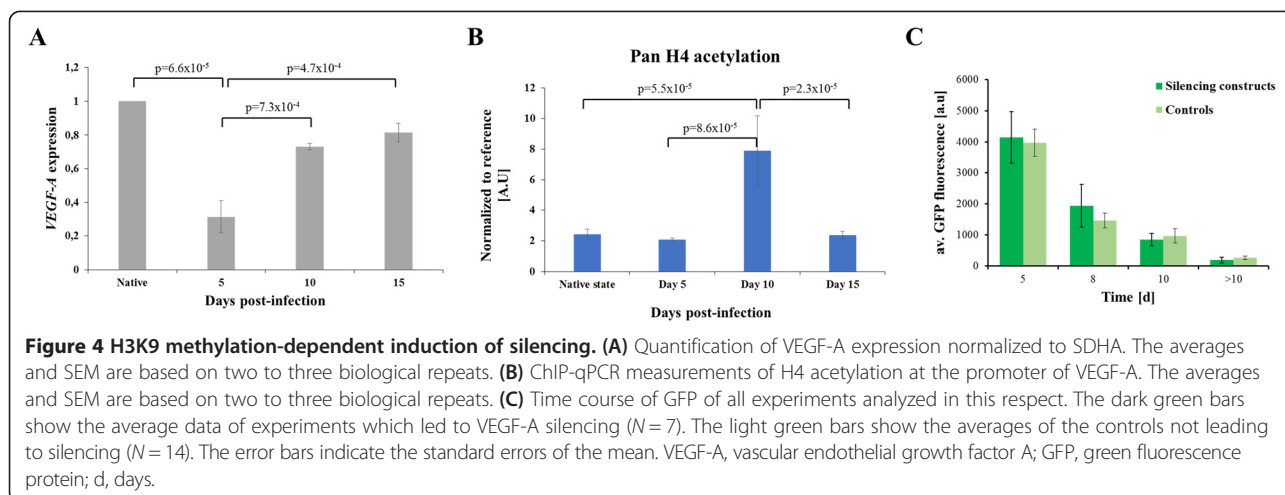 A
1,2
1
0,8
0,6
0,4
0,2
0
VEGF-A expression
p=6.6x10-5
p=4.7x10-4
p=7.3x10-4
Native
5
10
15
Days post-infection
B
Pan H4 acetylation
14
12
10
8
6
4
2
0
Normalized to reference
[A.U]
p=5.5x10-5
p=2.3x10-5
p=8.6x10-5
Native state
Day 5
Day 10
Day 15
Days post-infection
C
6000
5000
4000
3000
2000
1000
0
av. GFP fluorescence [a.u]
Silencing constructs
Controls
5
8
10
>10
Time [d]
Figure 4 H3K9 methylation-dependent induction of silencing. (A) Quantification of VEGF-A expression normalized to SDHA. The averages
and SEM are based on two to three biological repeats. (B) ChIP-qPCR measurements of H4 acetylation at the promoter of VEGF-A. The averages
and SEM are based on two to three biological repeats. (C) Time course of GFP of all experiments analyzed in this respect. The dark green bars
show the average data of experiments which led to VEGF-A silencing (N = 7). The light green bars show the averages of the controls not leading
to silencing (N = 14). The error bars indicate the standard errors of the mean. VEGF-A, vascular endothelial growth factor A; GFP, green fluorescence
protein; d, days.